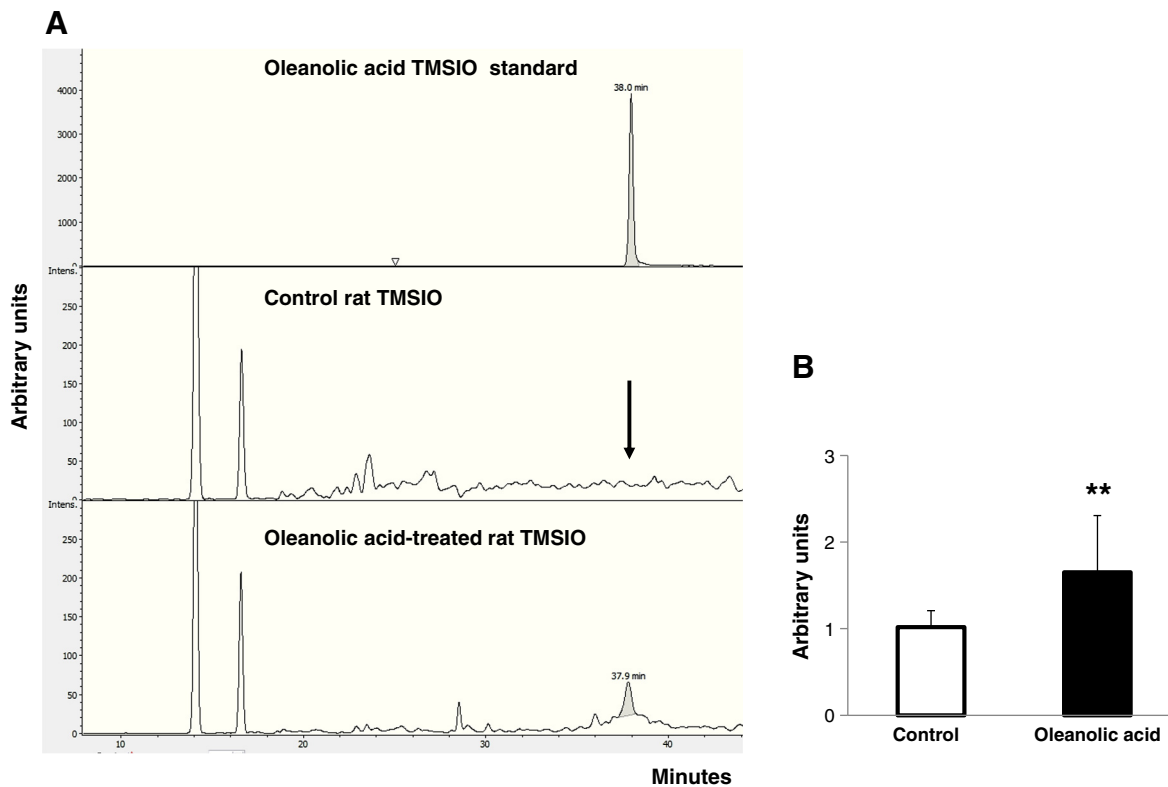 A
Oleanolic acid TMSIO standard
38.0 min
4000
3000
2000
1000
Intens.
Control rat TMSIO
250
200
150
100
50
0
Intens.
Oleanolic acid-treated rat TMSIO
37.9 min
250
200
150
100
50
0
10 20 30 40
Minutes
Arbitrary units
B
3
2
1
0
**
Arbitrary units
Control Oleanolic acid